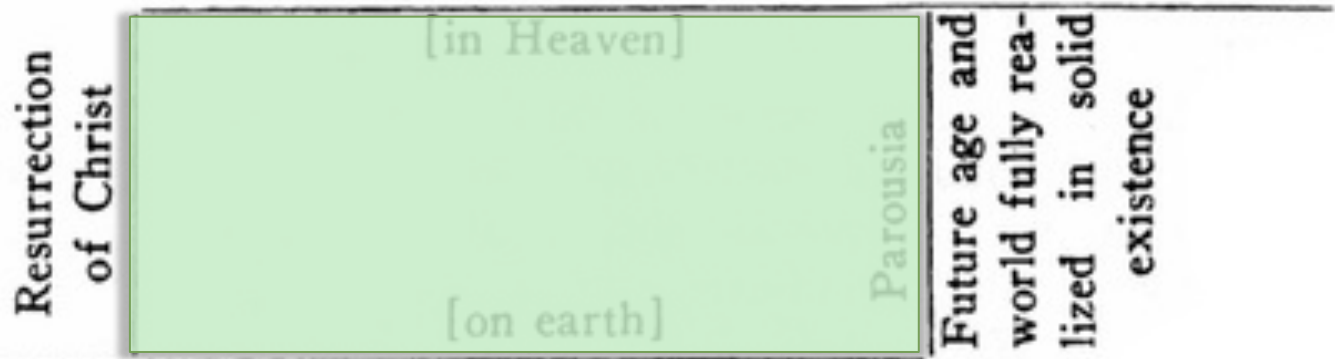 Resurrection
of Christ
[in Heaven]
[on earth]
Parousia
Future age and
world fully rea-
lized in solid
existence